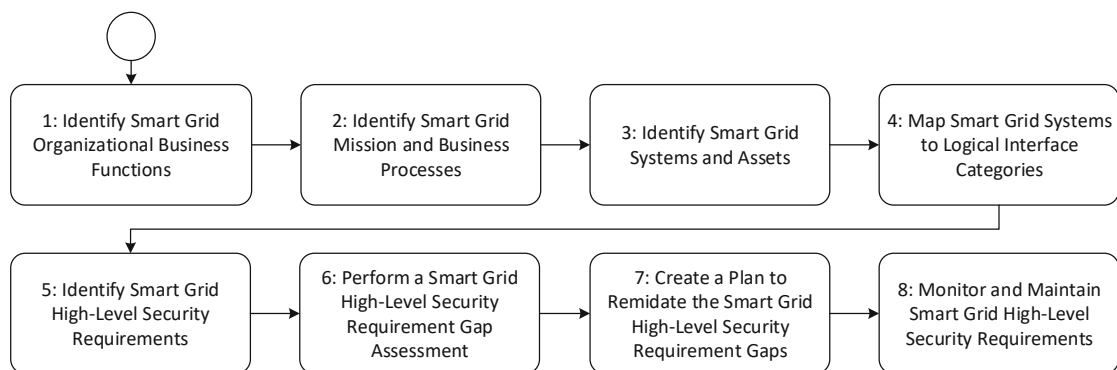 1: Identify Smart Grid
Organizational Business
Functions
2: Identify Smart Grid
Mission and Business
Processes
3: Identify Smart Grid
Systems and Assets
4: Map Smart Grid Systems
to Logical Interface
Categories
5: Identify Smart Grid
High-Level Security
Requirements
6: Perform a Smart Grid
High-Level Security
Requirement Gap
Assessment
7: Create a Plan to
Remidate the Smart Grid
High-Level Security
Requirement Gaps
8: Monitor and Maintain
Smart Grid High-Level
Security Requirements